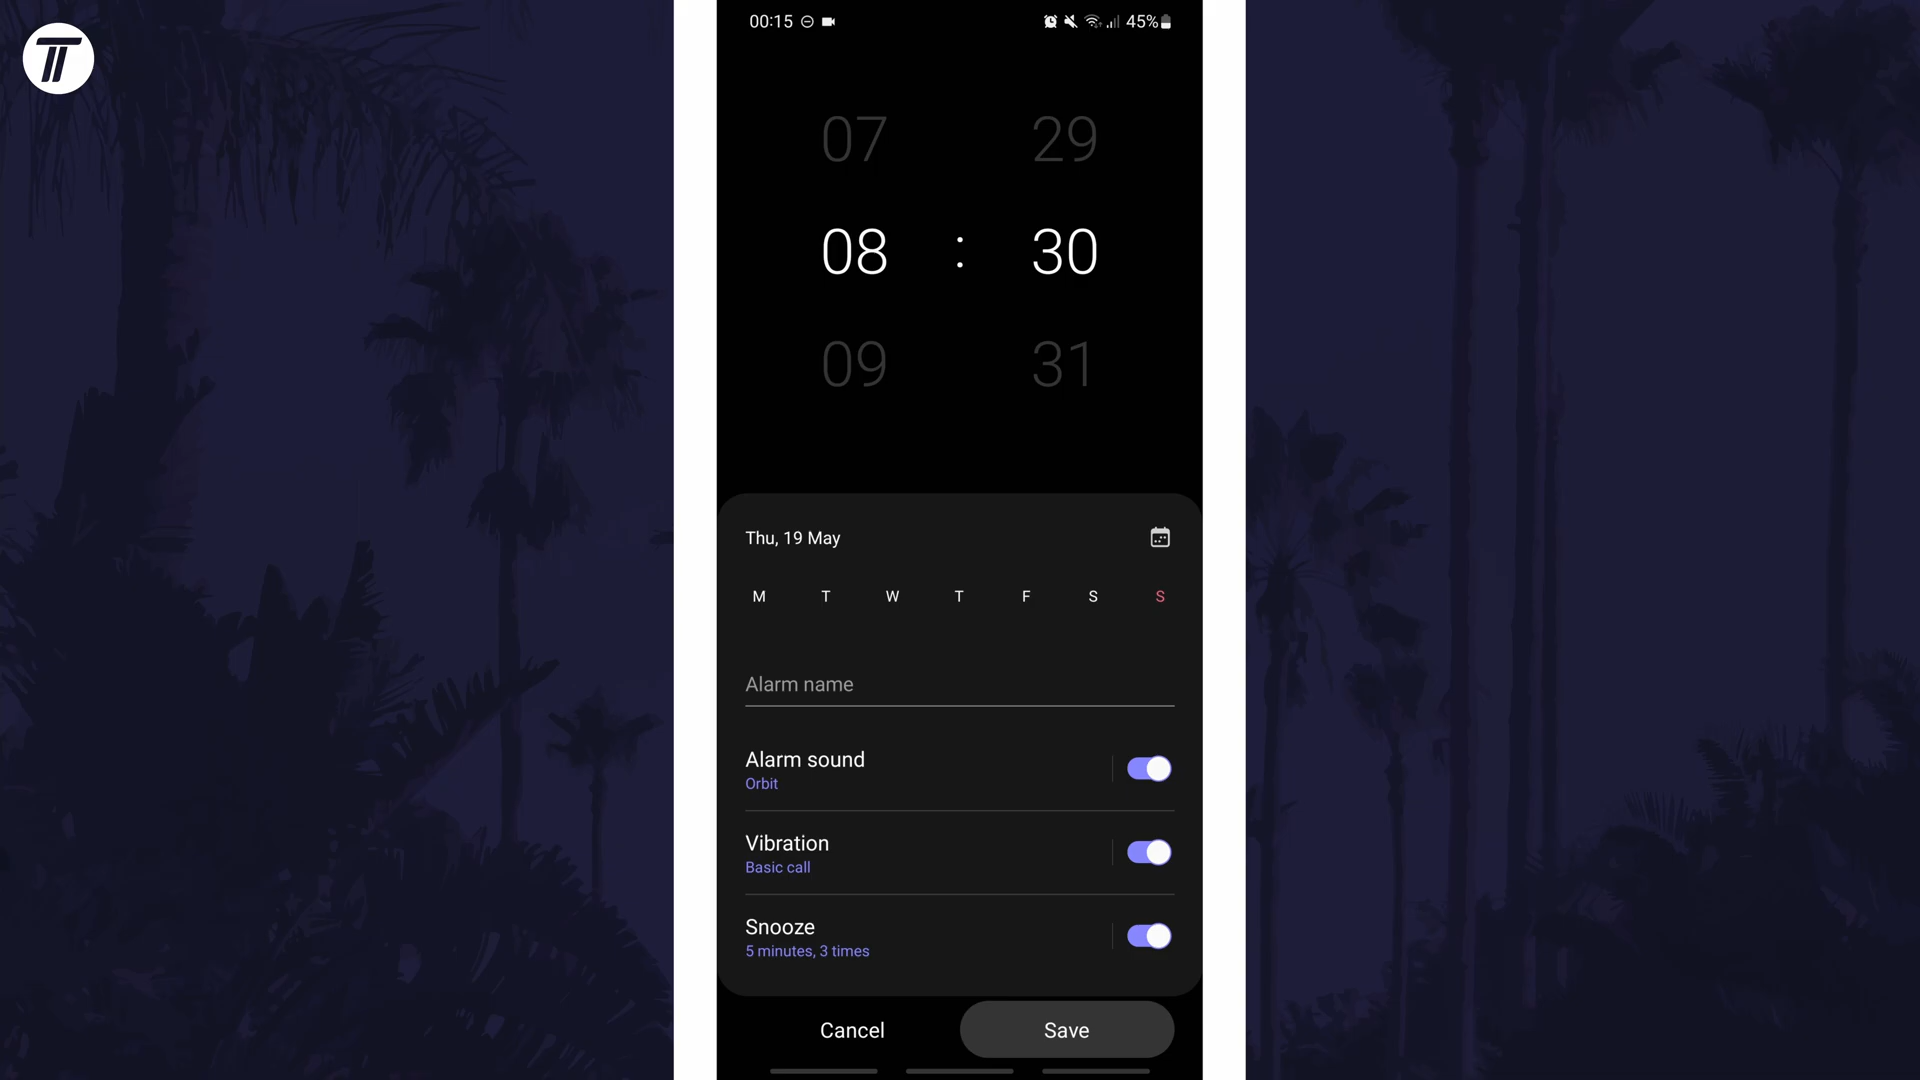 00:15 45%
07 29
08 : 30
09 31
Thu, 19 May
M T W T F S S
Alarm name
Alarm sound
Orbit
Vibration
Basic call
Snooze
5 minutes, 3 times
Cancel Save